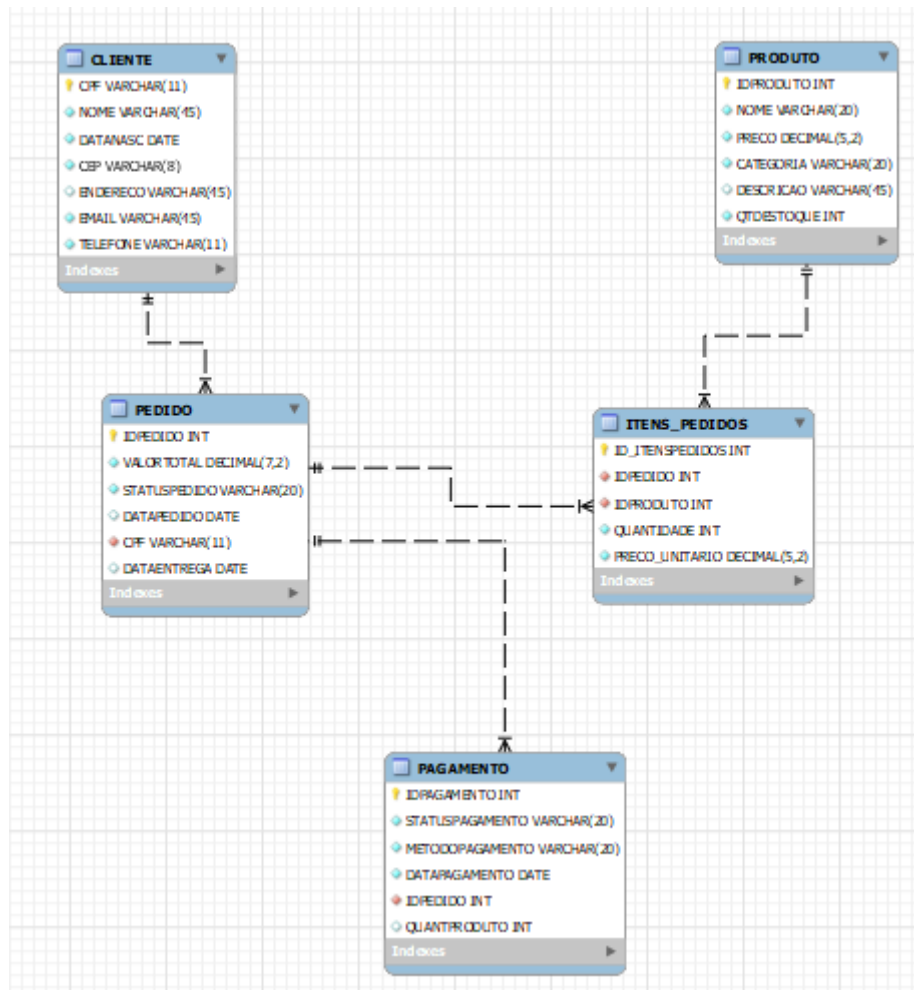 CLIENTE
CPF VARCHAR(11)
NOME VARCHAR(45)
DATANASC DATE
CEP VARCHAR(8)
ENDERECO VARCHAR(45)
EMAIL VARCHAR(45)
TELEFONE VARCHAR(11)
Indexes
PRODUTO
IDPRODUTO INT
NOME VARCHAR(20)
PRECO DECIMAL(5,2)
CATEGORIA VARCHAR(20)
DESCRICAO VARCHAR(45)
QTDESTOQUE INT
Indexes
PEDIDO
IDPEDIDO INT
VALORTOTAL DECIMAL(7,2)
STATUSPEDIDO VARCHAR(20)
DATAPEDIDO DATE
CPF VARCHAR(11)
DATAENTREGA DATE
Indexes
ITENS_PEDIDOS
ID_ITENSPEDIDOS INT
IDPEDIDO INT
IDPRODUTO INT
QUANTIDADE INT
PRECO_UNITARIO DECIMAL(5,2)
Indexes
PAGAMENTO
IDPAGAMENTO INT
STATUSPAGAMENTO VARCHAR(20)
METODOPAGAMENTO VARCHAR(20)
DATAPAGAMENTO DATE
IDPEDIDO INT
QUANTPRODUTO INT
Indexes